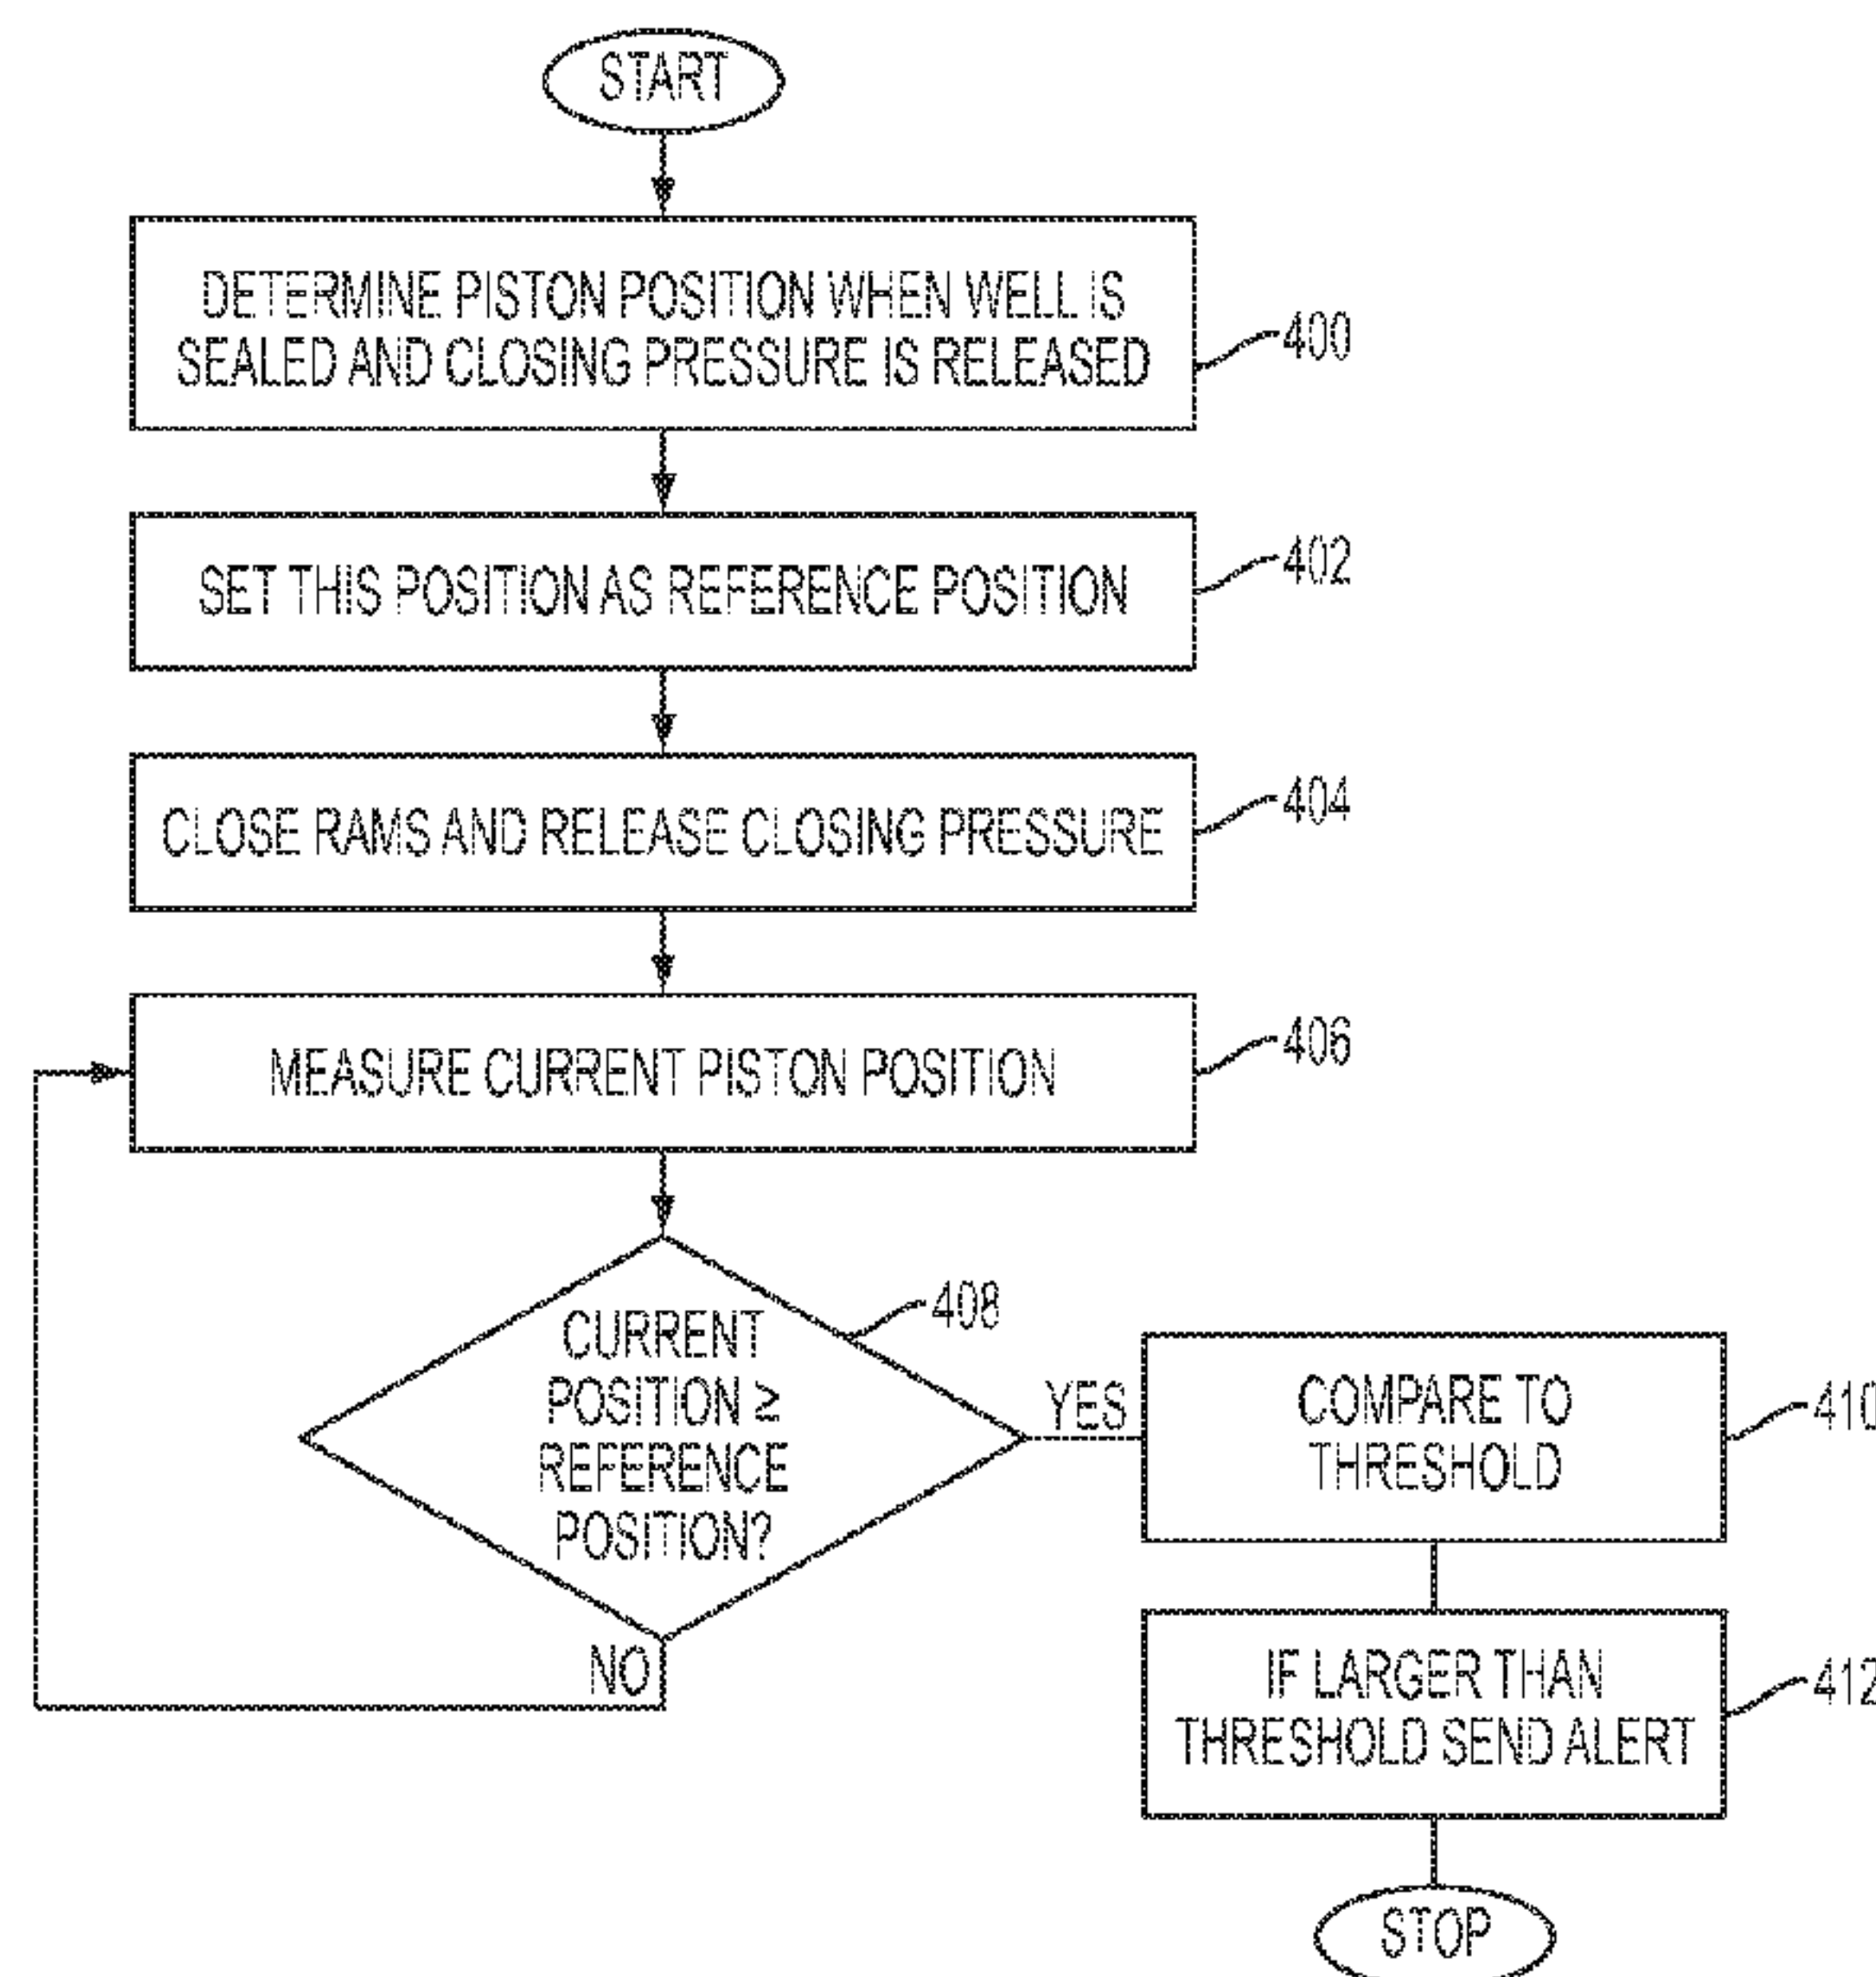 START
DETERMINE PISTON POSITION WHEN WELL IS
SEALED AND CLOSING PRESSURE IS RELEASED
400
SET THIS POSITION AS REFERENCE POSITION
402
CLOSE RAMS AND RELEASE CLOSING PRESSURE
404
MEASURE CURRENT PISTON POSITION
406
CURRENT
POSITION ≥
REFERENCE
POSITION?
408
YES
NO
COMPARE TO
THRESHOLD
410
IF LARGER THAN
THRESHOLD SEND ALERT
412
STOP